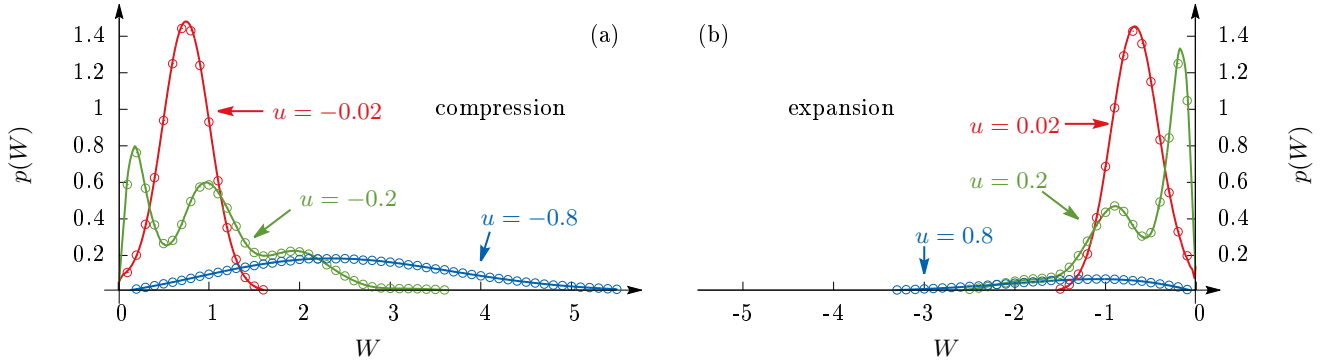 (a)
(b)
1.4
1.2
1
0.8
0.6
0.4
0.2
p(W)
u = −0.02
compression
u = −0.2
u = −0.8
0 1 2 3 4 5
W
expansion
u = 0.02
u = 0.2
u = 0.8
1.4
1.2
1
0.8
0.6
0.4
0.2
p(W)
-5 -4 -3 -2 -1 0
W